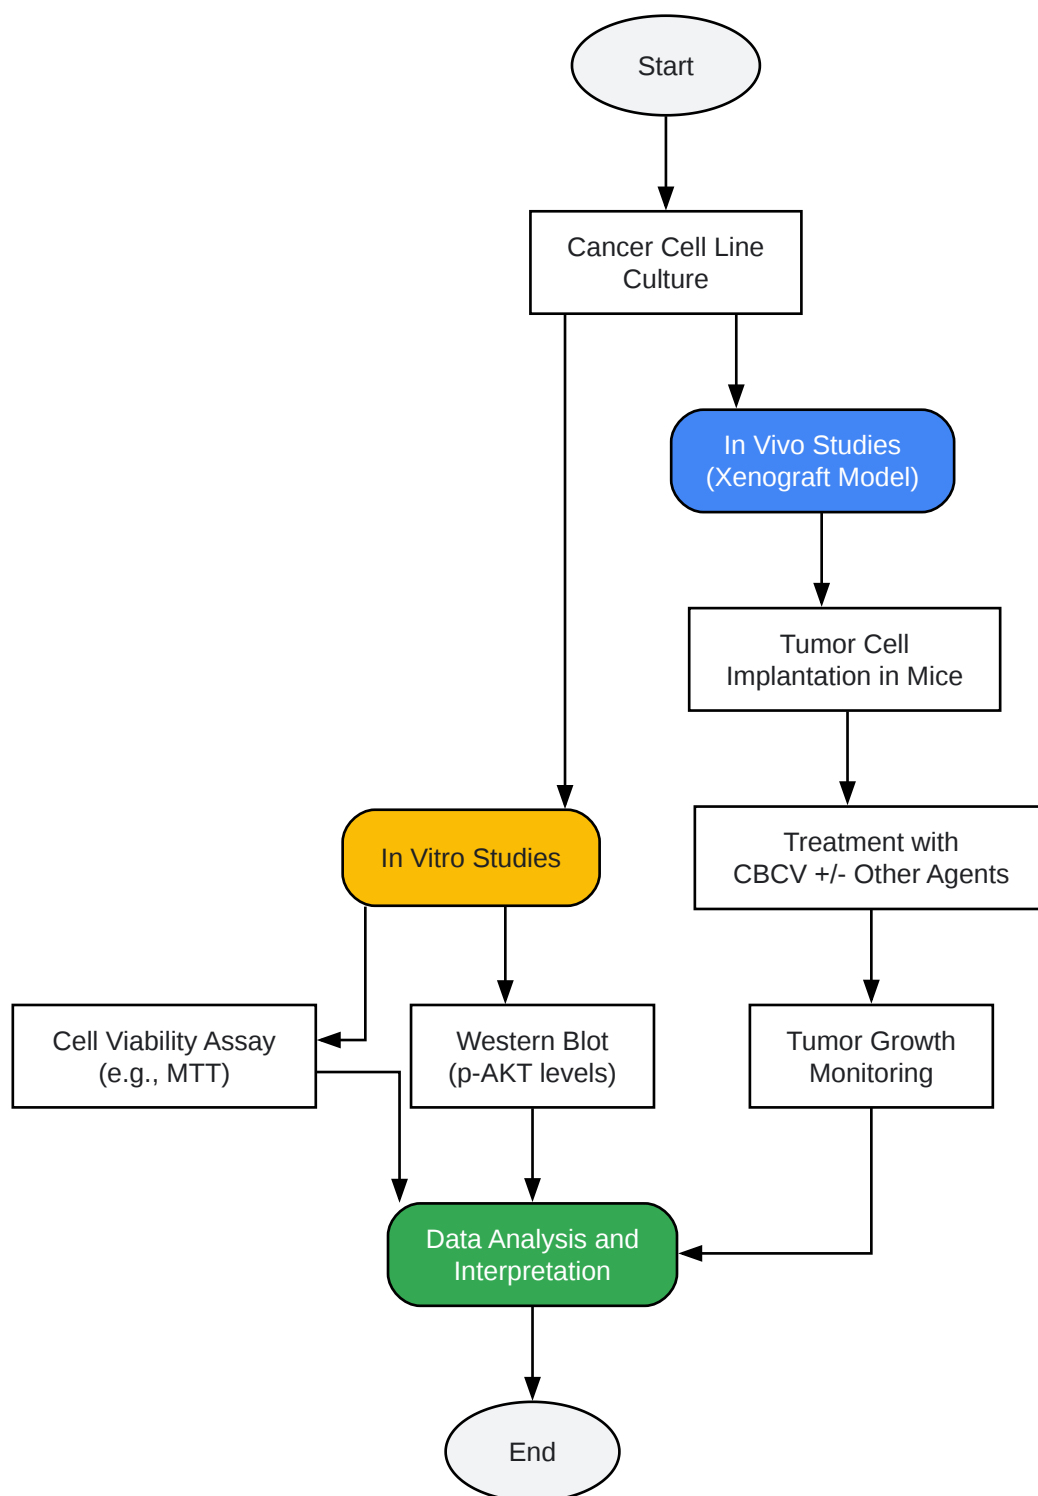 Start
Cancer Cell Line
Culture
In Vivo Studies
(Xenograft Model)
Tumor Cell
Implantation in Mice
Treatment with
CBCV +/- Other Agents
In Vitro Studies
Cell Viability Assay
(e.g., MTT)
Western Blot
(p-AKT levels)
Tumor Growth
Monitoring
Data Analysis and
Interpretation
End